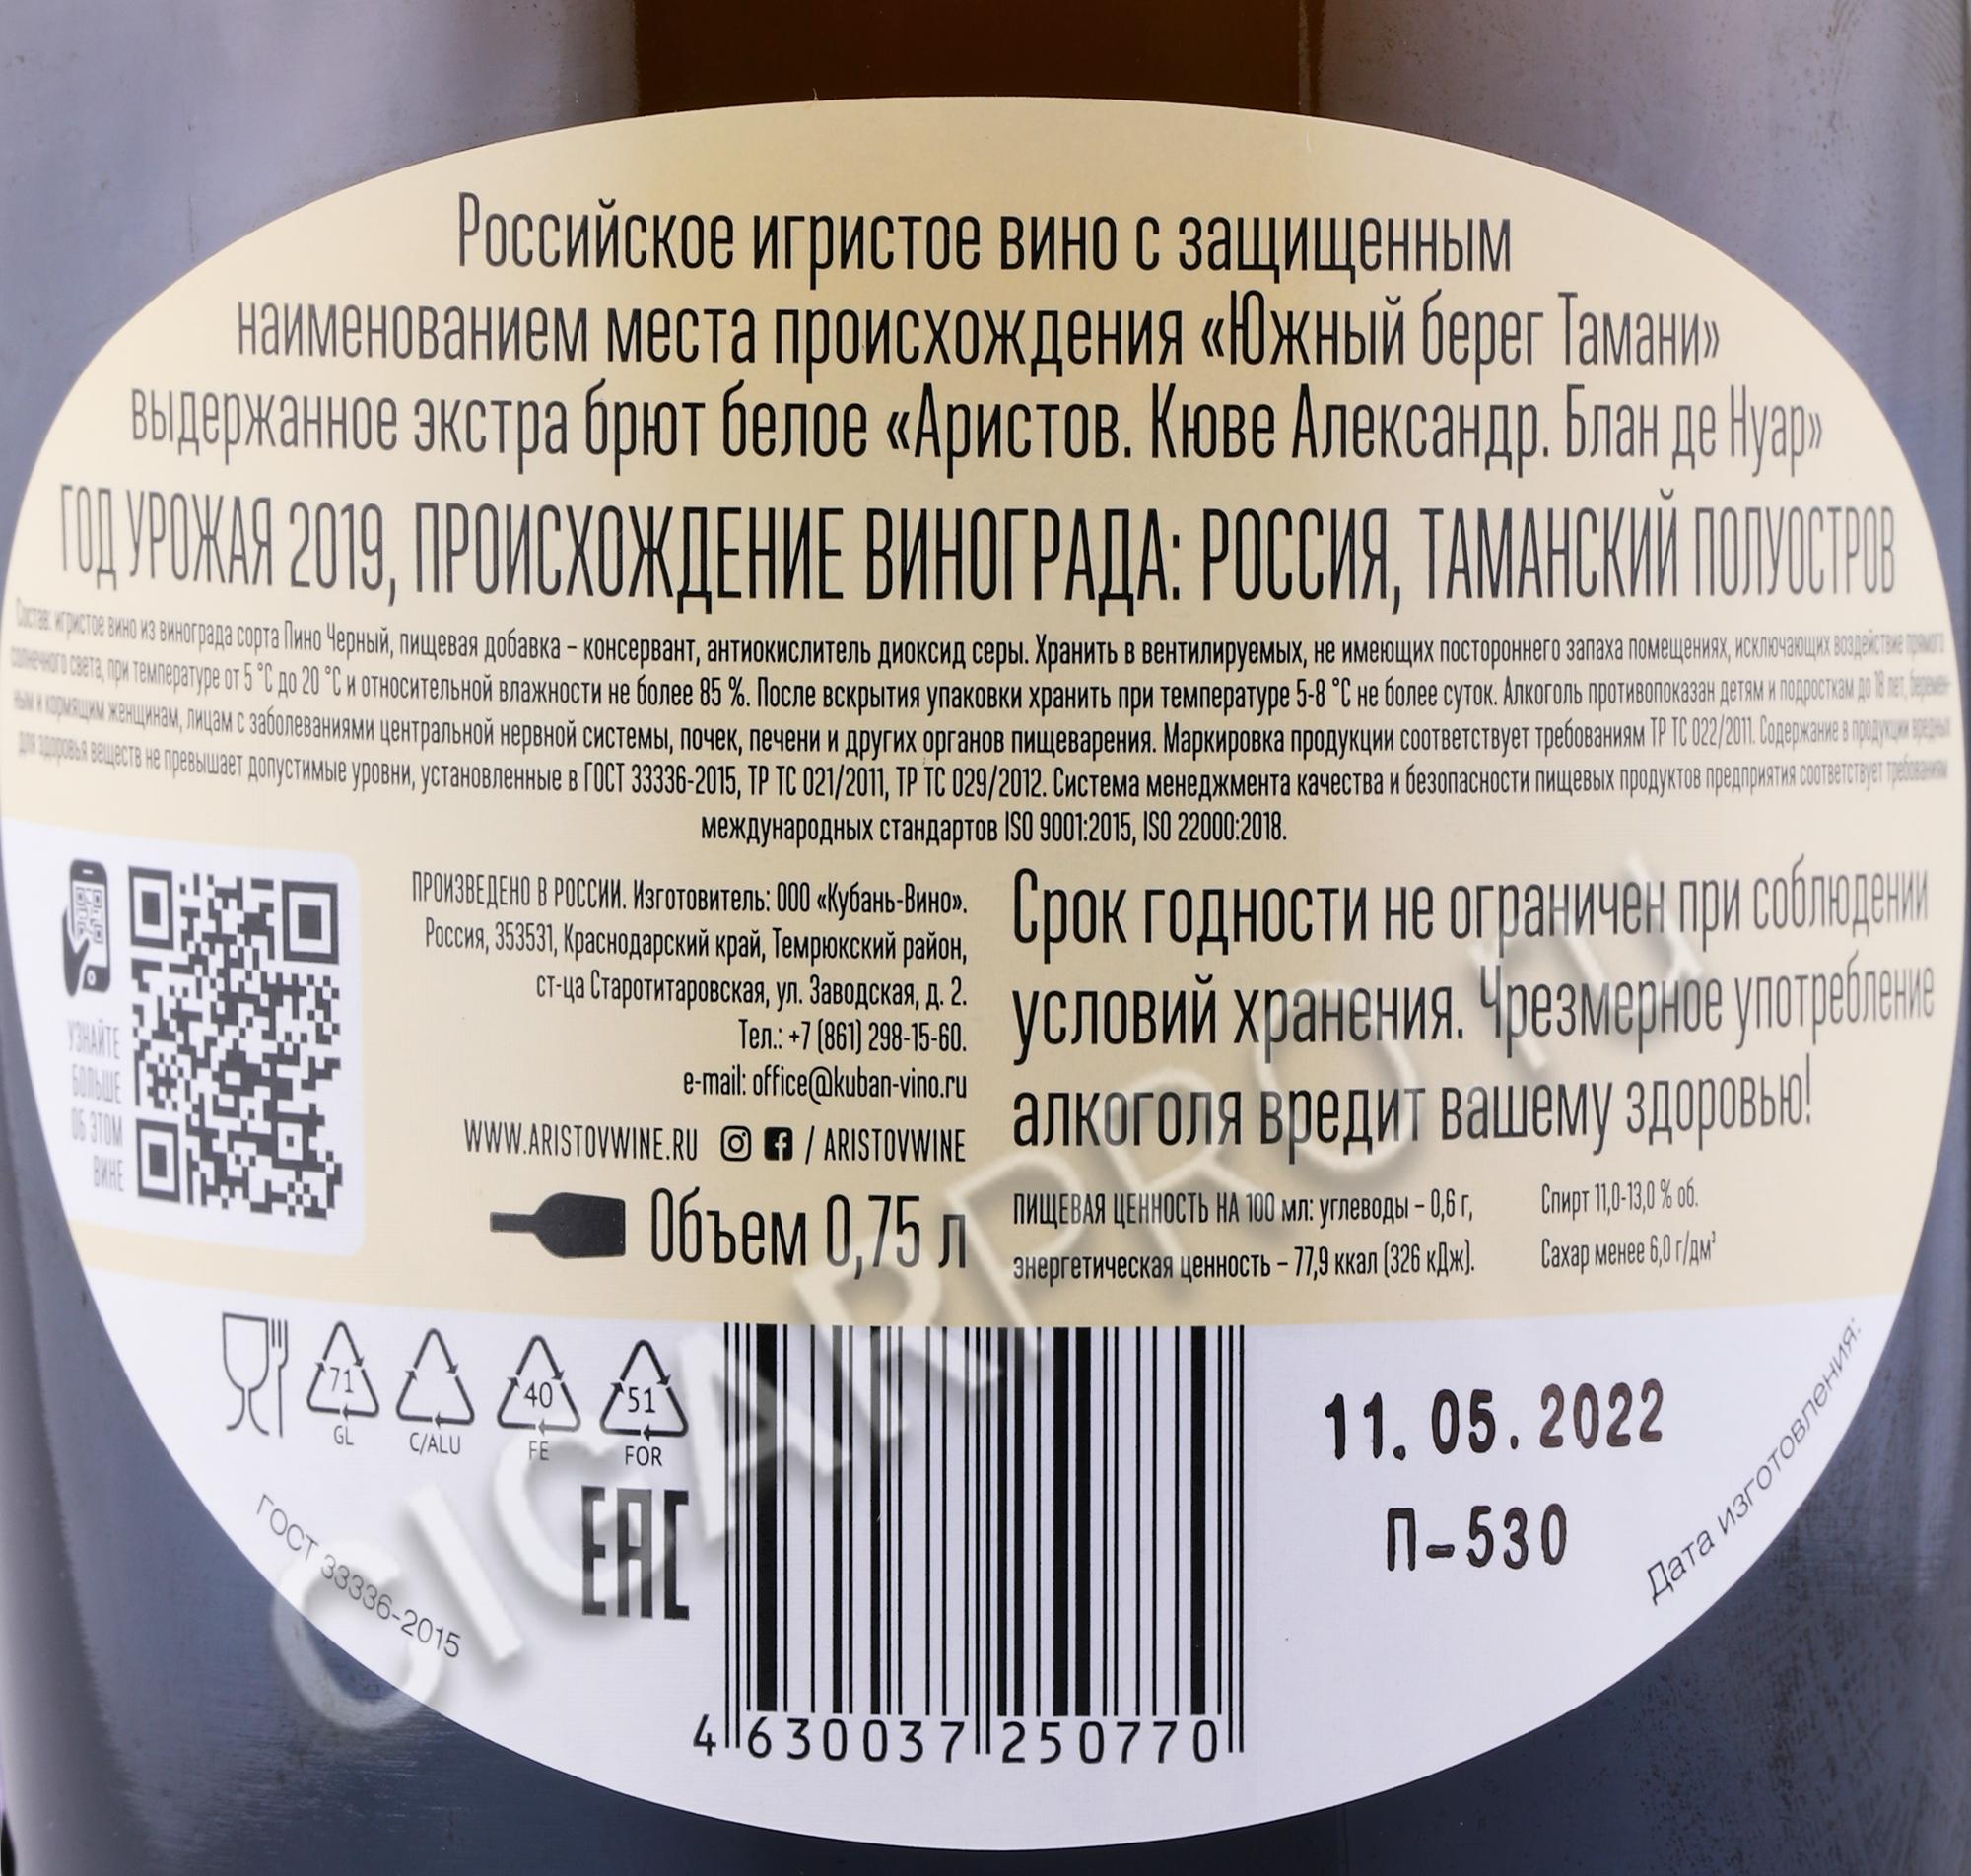 Российское игристое вино с защищенным
наименованием места происхождения «Южный берег Тамани»
выдержанное экстра брют белое «Аристов. Кюве Александр. Блан де Нуар»
ГОД УРОЖАЯ 2019, ПРОИСХОЖДЕНИЕ ВИНОГРАДА: РОССИЯ, ТАМАНСКИЙ ПОЛУОСТРОВ
Состав: игристое вино из винограда сорта Пино Черный, пищевая добавка – консервант, антиокислитель диоксид серы. Хранить в вентилируемых, не имеющих постороннего запаха помещениях, исключающих воздействие прямого
солнечного света, при температуре от 5 °С до 20 °С и относительной влажности не более 85 %. После вскрытия упаковки хранить при температуре 5-8 °С не более суток. Алкоголь противопоказан детям и подросткам до 18 лет, беремен-
ным и кормящим женщинам, лицам с заболеваниями центральной нервной системы, почек, печени и других органов пищеварения. Маркировка продукции соответствует требованиям ТР ТС 022/2011. Содержание в продукции вредных
для здоровья веществ не превышает допустимые уровни, установленные в ГОСТ 33336-2015, ТР ТС 021/2011, ТР ТС 029/2012. Система менеджмента качества и безопасности пищевых продуктов предприятия соответствует требованиям
международных стандартов ISO 9001:2015, ISO 22000:2018.
УЗНАЙТЕ
БОЛЬШЕ
ОБ ЭТОМ
ВИНЕ
ПРОИЗВЕДЕНО В РОССИИ. Изготовитель: ООО «Кубань-Вино».
Россия, 353531, Краснодарский край, Темрюкский район,
ст-ца Старотитаровская, ул. Заводская, д. 2.
Тел.: +7 (861) 298-15-60.
e-mail: office@kuban-vino.ru
WWW.ARISTOVWINE.RU / ARISTOVWINE
Объем 0,75 л
Срок годности не ограничен при соблюдении
условий хранения. Чрезмерное употребление
алкоголя вредит вашему здоровью!
ПИЩЕВАЯ ЦЕННОСТЬ НА 100 мл: углеводы – 0,6 г,
энергетическая ценность – 77,9 ккал (326 кДж).
Спирт 11,0-13,0 % об.
Сахар менее 6,0 г/дм³
71
GL
C/ALU
40
FE
51
FOR
EAC
ГОСТ 33336-2015
4 630037 250770
11.05.2022
П-530
Дата изготовления:
CIGARPRO.ru